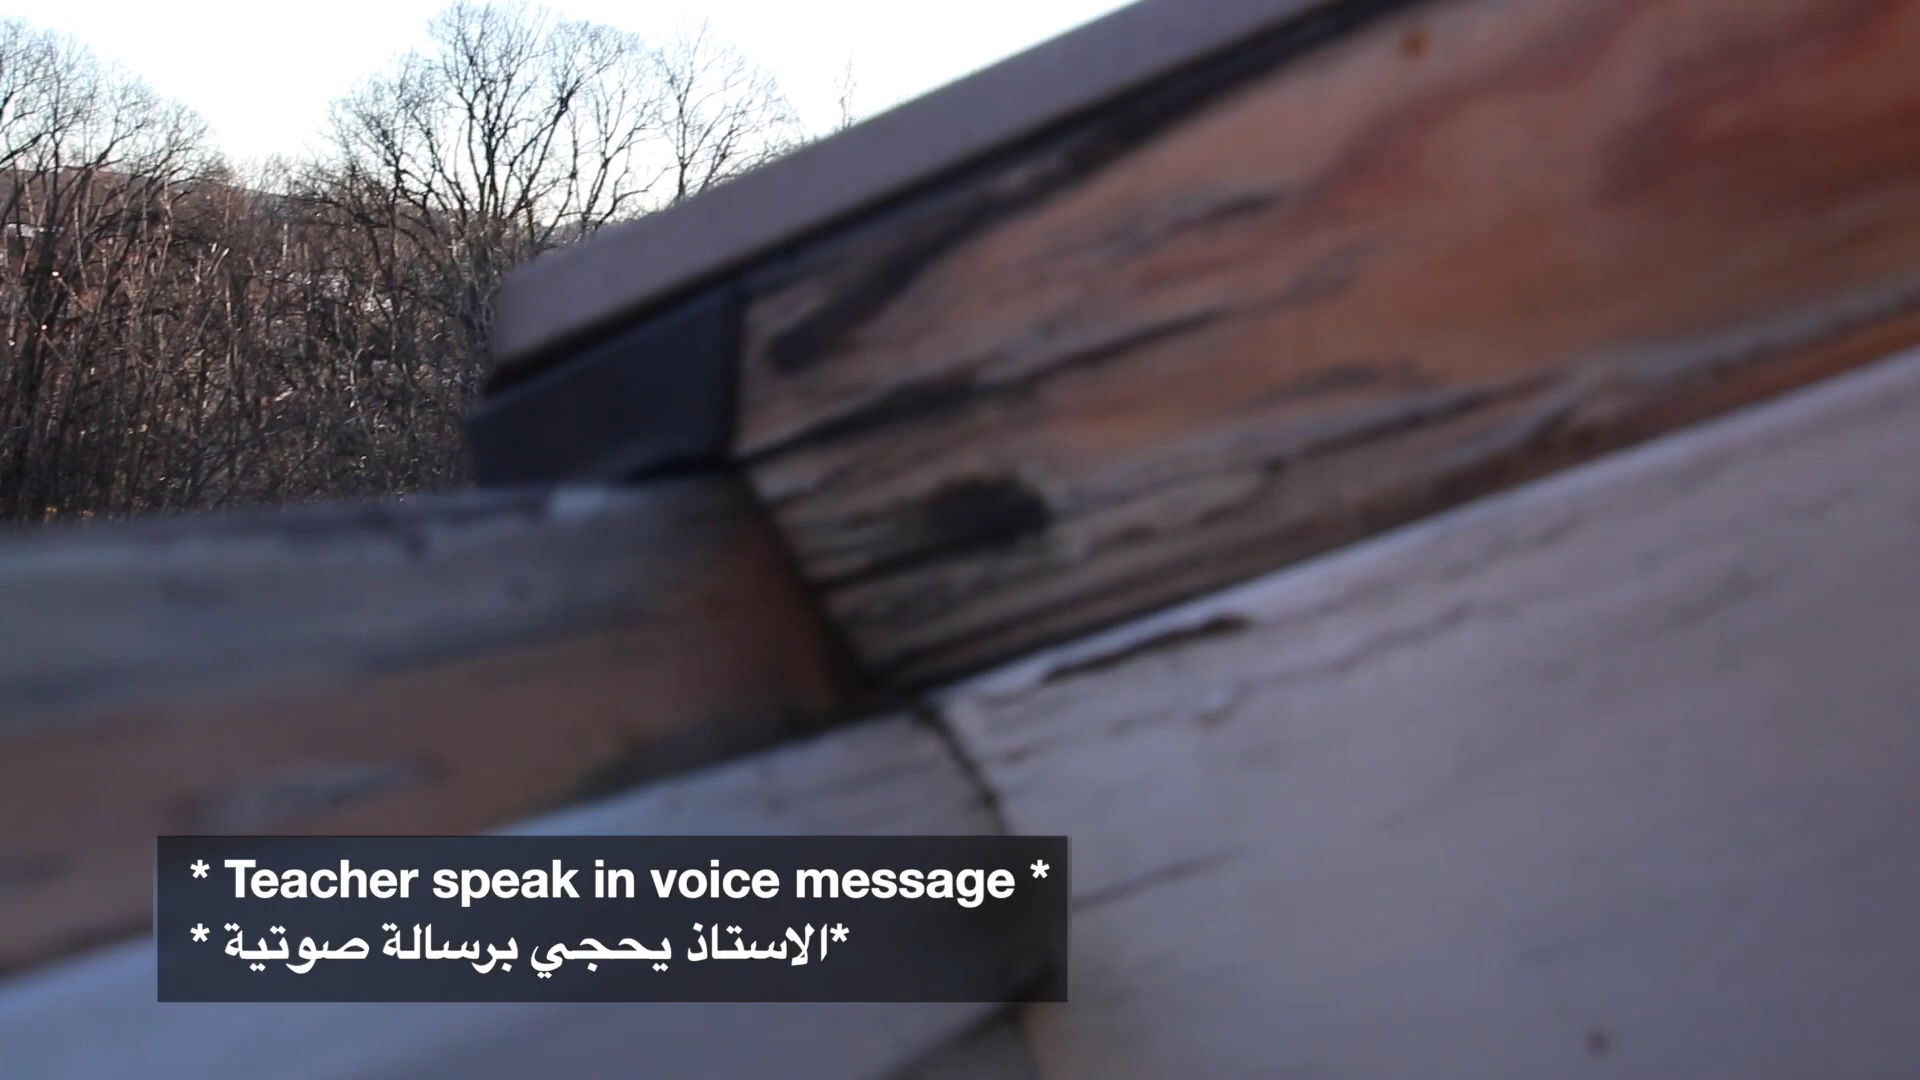 * Teacher speak in voice message *
*الاستاذ يحجي برسالة صوتية *